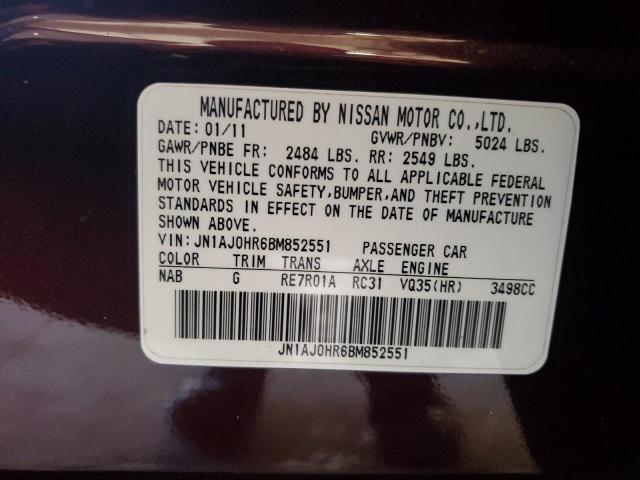 MANUFACTURED BY NISSAN MOTOR CO.,LTD.
DATE: 01/11 GVWR/PNBV: 5024 LBS.
GAWR/PNBE FR: 2484 LBS. RR: 2549 LBS.
THIS VEHICLE CONFORMS TO ALL APPLICABLE FEDERAL
MOTOR VEHICLE SAFETY,BUMPER,AND THEFT PREVENTION
STANDARDS IN EFFECT ON THE DATE OF MANUFACTURE
SHOWN ABOVE.
VIN: JN1AJ0HR6BM852551 PASSENGER CAR
COLOR TRIM TRANS AXLE ENGINE
NAB G RE7R01A RC31 VQ35(HR) 3498CC
JN1AJ0HR6BM852551